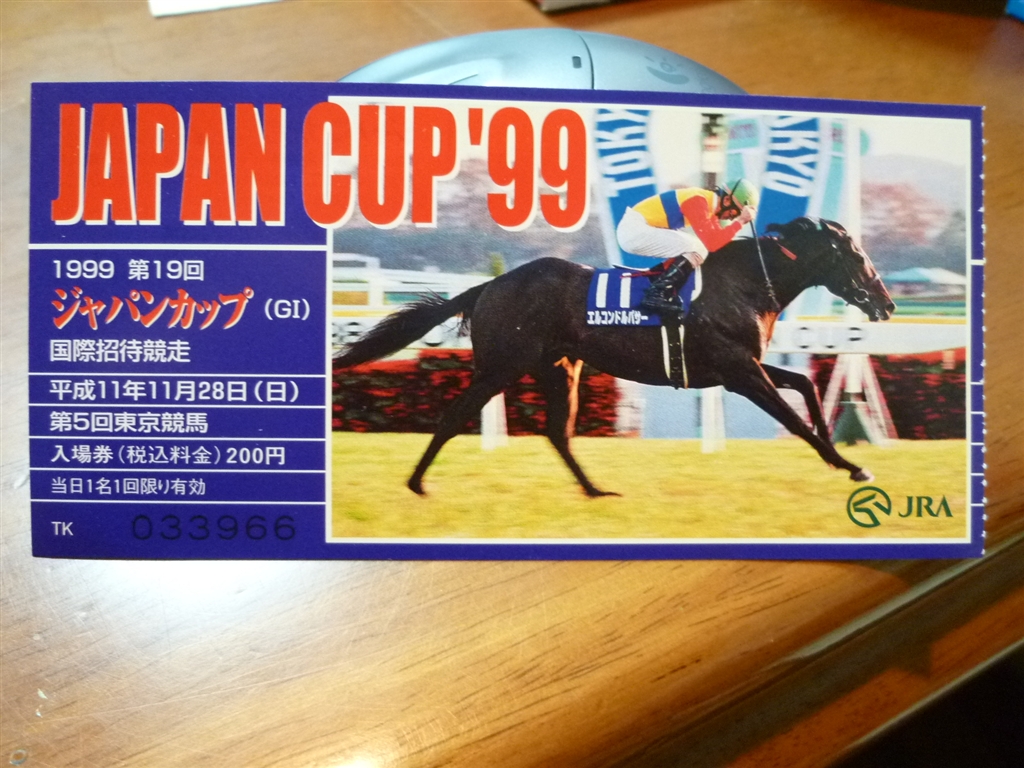 JAPAN CUP '99
1999 第19回
ジャパンカップ (GI)
国際招待競走
平成11年11月28日(日)
第5回東京競馬
入場券(税込料金)200円
当日1名1回限り有効
TK 033966
TOKY
OKYO
11
エルコンドルパサー
CUP
JRA